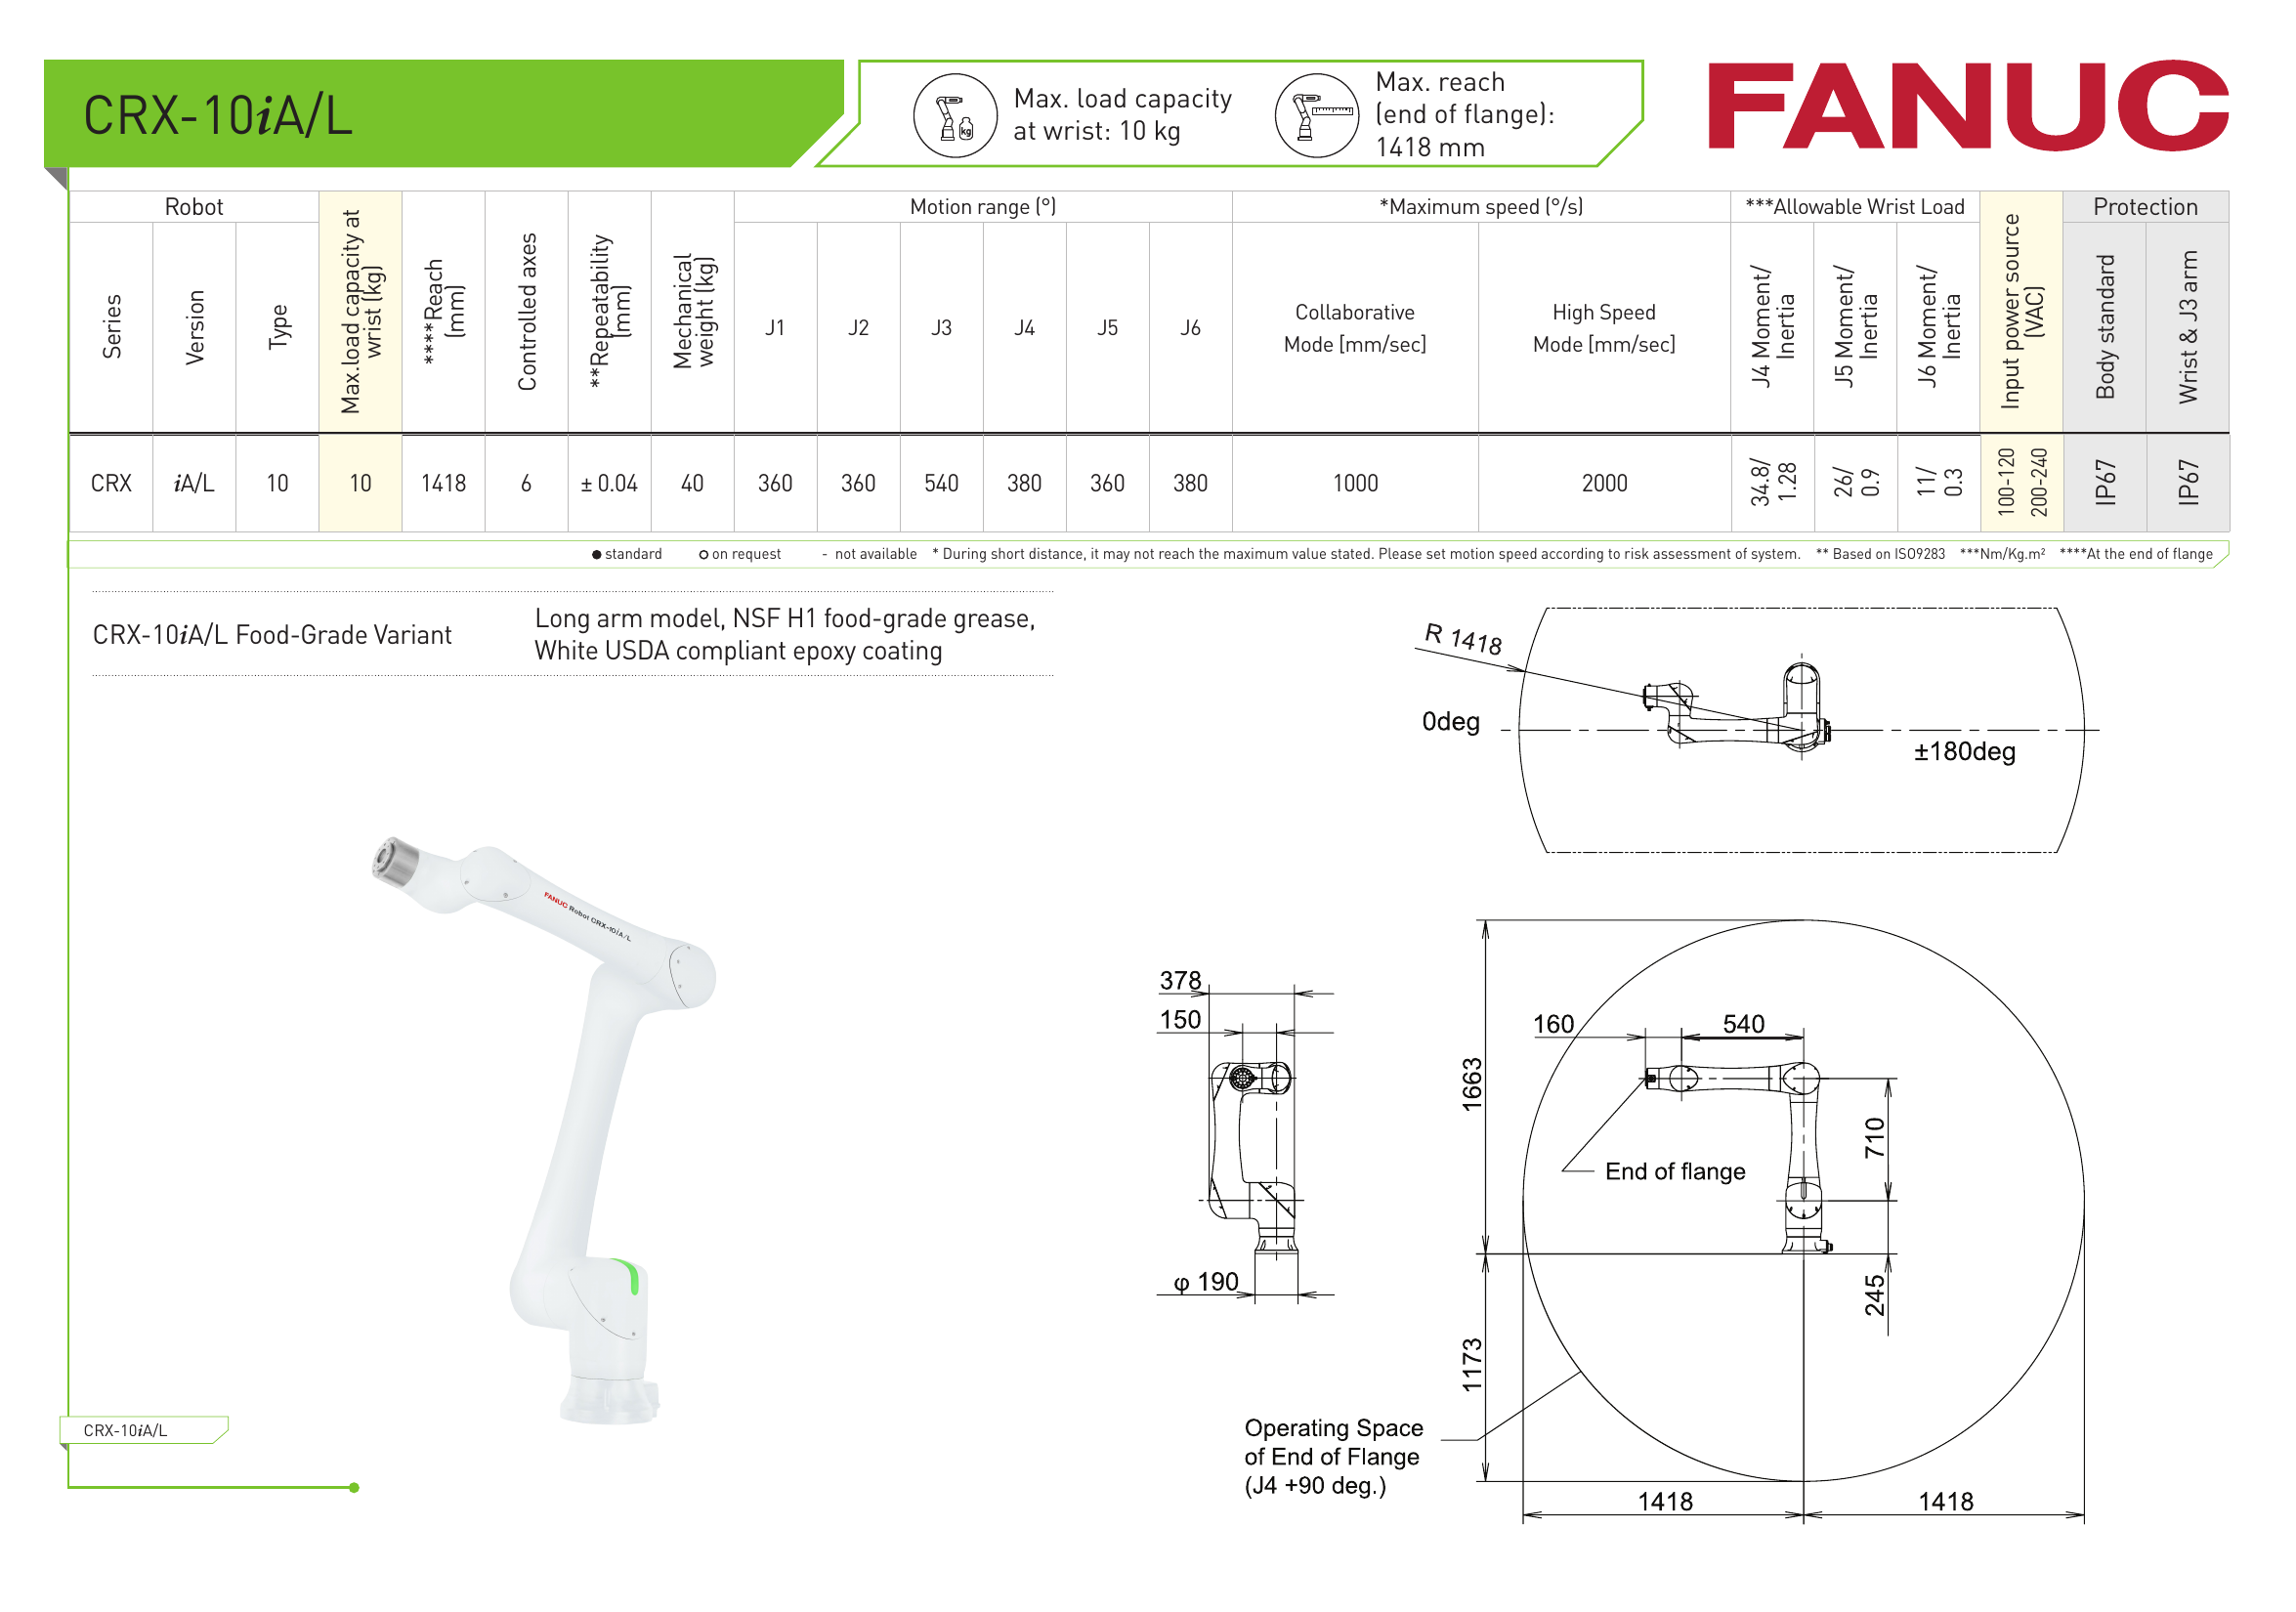 CRX-10iA/L
Max. load capacity
at wrist: 10 kg
kg
Max. reach
(end of flange):
1418 mm
FANUC
Robot
Series
Version
Type
Max.load capacity at
wrist (kg)
****Reach
(mm)
Controlled axes
**Repeatability
(mm)
Mechanical
weight (kg)
Motion range (°)
J1 J2 J3 J4 J5 J6
*Maximum speed (°/s)
Collaborative
Mode [mm/sec]
High Speed
Mode [mm/sec]
***Allowable Wrist Load
J4 Moment/
Inertia
J5 Moment/
Inertia
J6 Moment/
Inertia
Input power source
(VAC)
Protection
Body standard
Wrist & J3 arm
CRX iA/L 10 10 1418 6 ± 0.04 40 360 360 540 380 360 380 1000 2000
34.8/
1.28
26/
0.9
11/
0.3
100-120
200-240
IP67
IP67
● standard ○ on request - not available * During short distance, it may not reach the maximum value stated. Please set motion speed according to risk assessment of system. ** Based on ISO9283 ***Nm/Kg.m² ****At the end of flange
CRX-10iA/L Food-Grade Variant
Long arm model, NSF H1 food-grade grease,
White USDA compliant epoxy coating
R 1418
0deg
±180deg
FANUC Robot CRX-10iA/L
378
150
φ 190
1663
1173
160
540
710
245
End of flange
Operating Space
of End of Flange
(J4 +90 deg.)
1418
1418
CRX-10iA/L